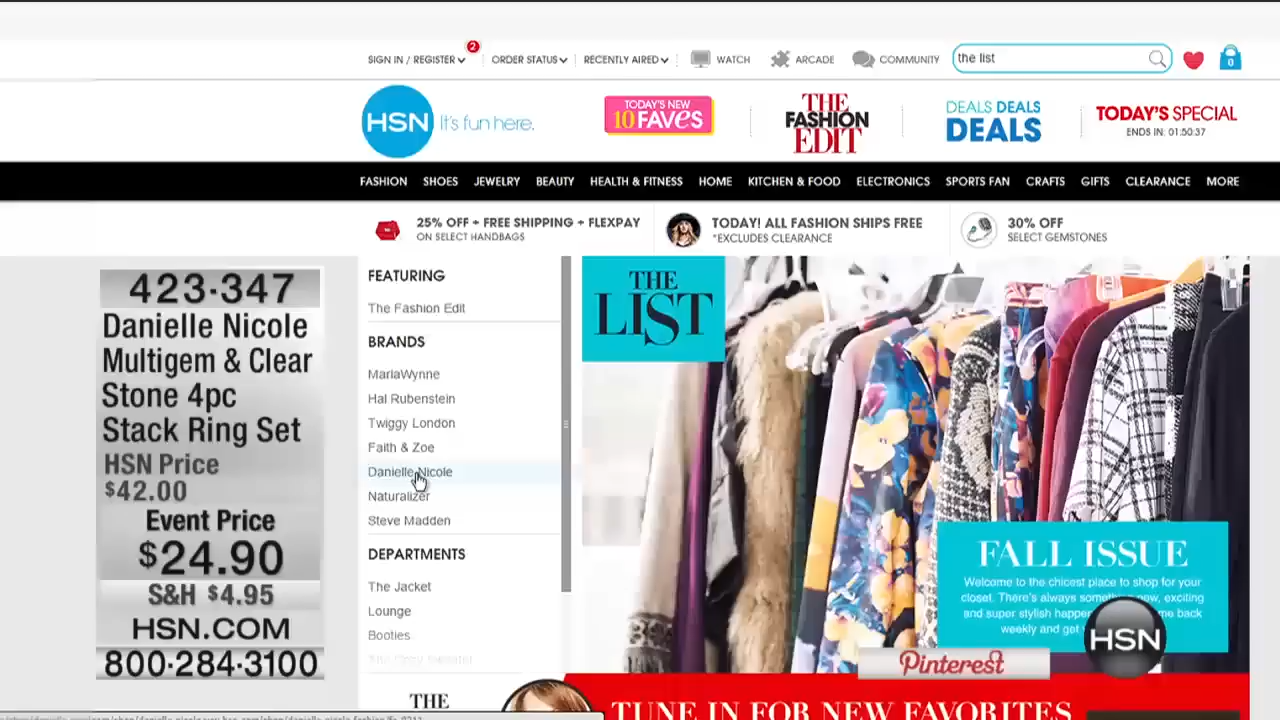 SIGN IN / REGISTER
2
ORDER STATUS
RECENTLY AIRED
WATCH
ARCADE
COMMUNITY
the list
0
HSN It's fun here.
TODAY'S NEW
10 FAVES
THE
FASHION
EDIT
DEALS DEALS
DEALS
TODAY'S SPECIAL
ENDS IN: 01:50:37
FASHION SHOES JEWELRY BEAUTY HEALTH & FITNESS HOME KITCHEN & FOOD ELECTRONICS SPORTS FAN CRAFTS GIFTS CLEARANCE MORE
25% OFF + FREE SHIPPING + FLEXPAY
ON SELECT HANDBAGS
TODAY! ALL FASHION SHIPS FREE
*EXCLUDES CLEARANCE
30% OFF
SELECT GEMSTONES
423·347
Danielle Nicole
Multigem & Clear
Stone 4pc
Stack Ring Set
HSN Price
$42.00
Event Price
$24.90
S&H $4.95
HSN.COM
800·284·3100
FEATURING
The Fashion Edit
BRANDS
MarlaWynne
Hal Rubenstein
Twiggy London
Faith & Zoe
Danielle Nicole
Naturalizer
Steve Madden
DEPARTMENTS
The Jacket
Lounge
Booties
THE
THE
LIST
FALL ISSUE
Welcome to the chicest place to shop for your
closet. There's always something new, exciting
and super stylish me back
weekly and get
HSN
Pinterest
TUNE IN FOR NEW FAVORITES